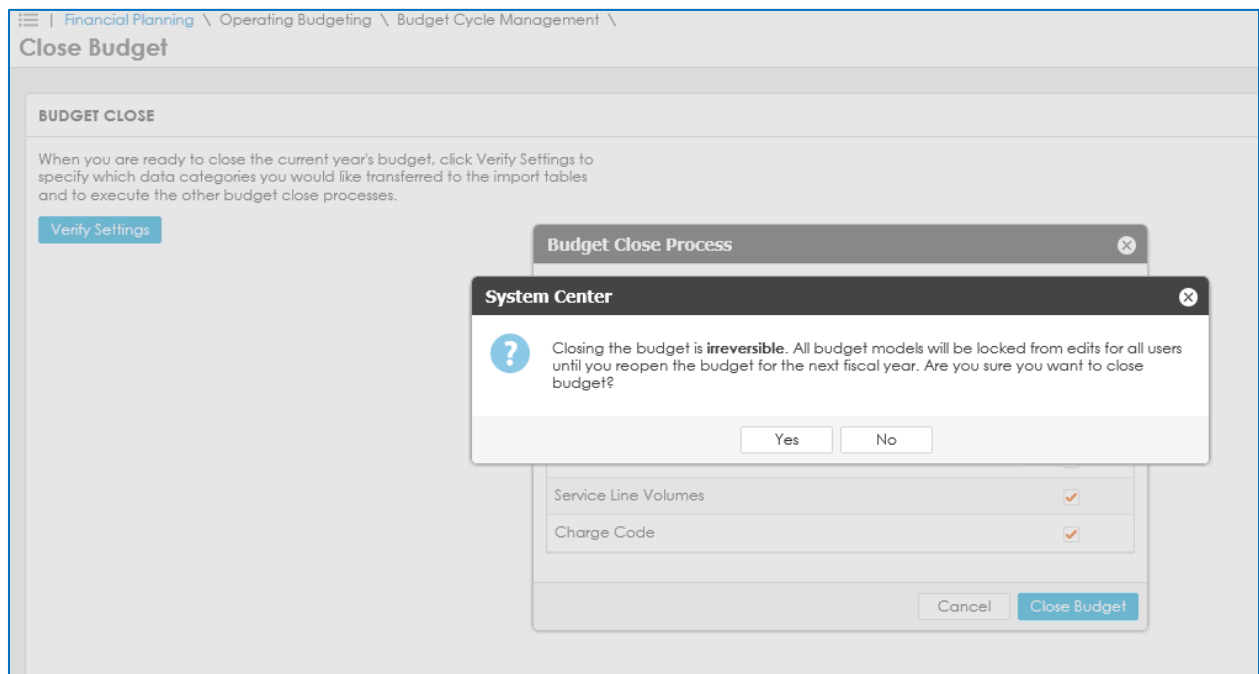 | Financial Planning \ Operating Budgeting \ Budget Cycle Management \
Close Budget
BUDGET CLOSE
When you are ready to close the current year's budget, click Verify Settings to
specify which data categories you would like transferred to the import tables
and to execute the other budget close processes.
Verify Settings
Budget Close Process
System Center
Closing the budget is irreversible. All budget models will be locked from edits for all users
until you reopen the budget for the next fiscal year. Are you sure you want to close
budget?
Yes No
Service Line Volumes
Charge Code
Cancel Close Budget